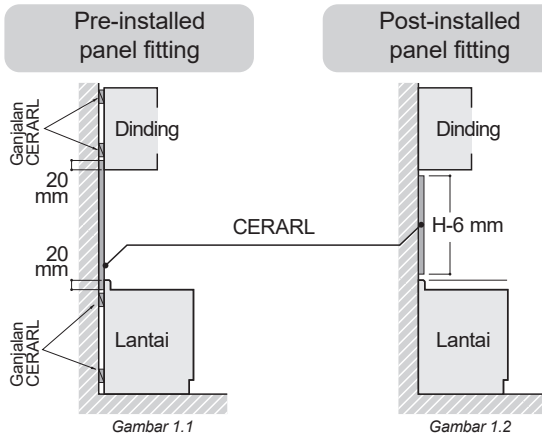 Pre-installed
panel fitting
Post-installed
panel fitting
Ganjalan
CERARL
Dinding
20
mm
20
mm
Ganjalan
CERARL
Lantai
Gambar 1.1
CERARL
Dinding
H-6 mm
Lantai
Gambar 1.2